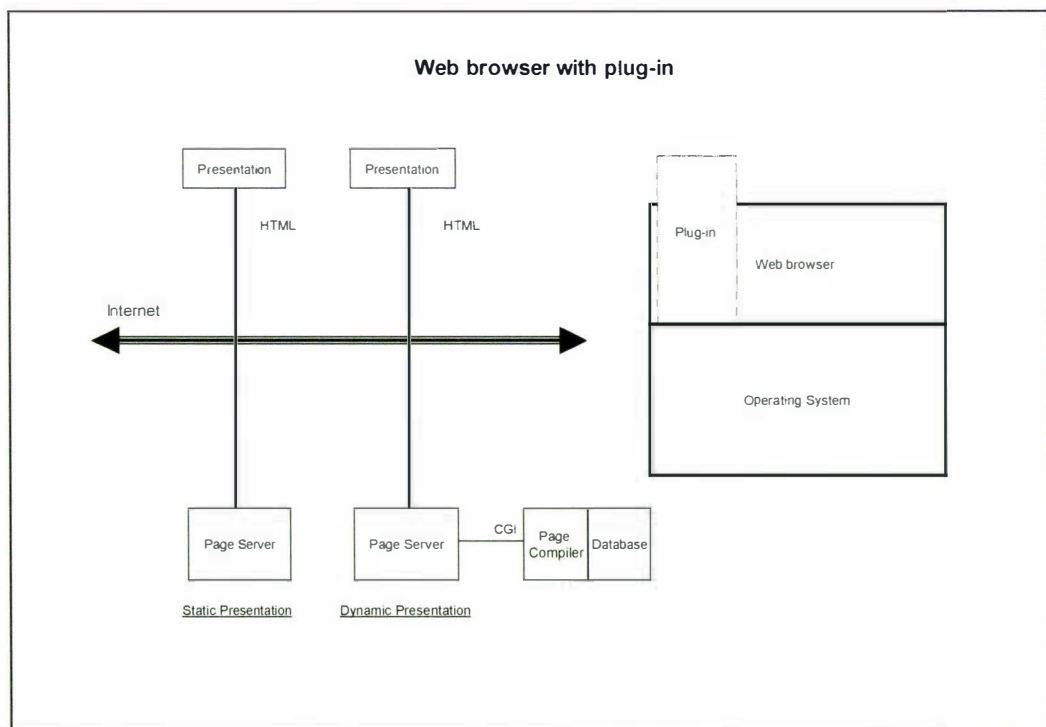 Web browser with plug-in
Presentation
Presentation
HTML
HTML
Plug-in
Web browser
Internet
Operating System
Page Server
Page Server
CGI
Page
Compiler
Database
Static Presentation
Dynamic Presentation